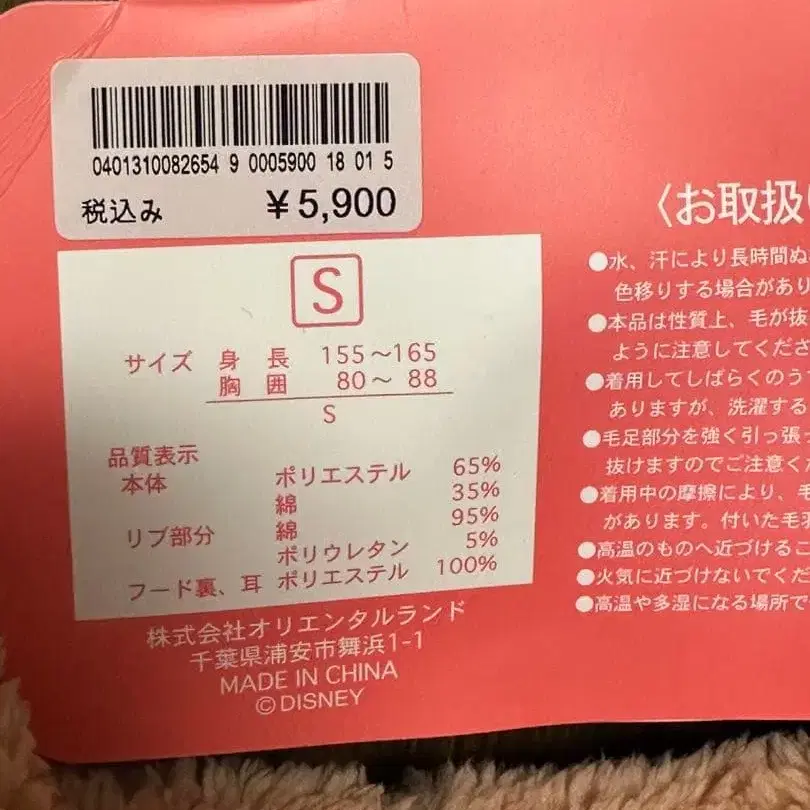 0401310082654 9 0005900 18 01 5
税込み ¥5,900
S
サイズ 身長 155〜165
胸囲 80〜 88
S
品質表示
本体 ポリエステル 65%
綿 35%
リブ部分 綿 95%
ポリウレタン 5%
フード裏、耳 ポリエステル 100%
株式会社オリエンタルランド
千葉県浦安市舞浜1-1
MADE IN CHINA
©DISNEY
〈お取扱
●水、汗により長時間ぬ
色移りする場合があり
●本品は性質上、毛が抜
ように注意してくださ
●着用してしばらくのう
ありますが、洗濯する
●毛足部分を強く引っ張っ
抜けますのでご注意くだ
●着用中の摩擦により、毛
があります。付いた毛羽
●高温のものへ近づけるこ
●火気に近づけないでくだ
●高温や多湿になる場所で